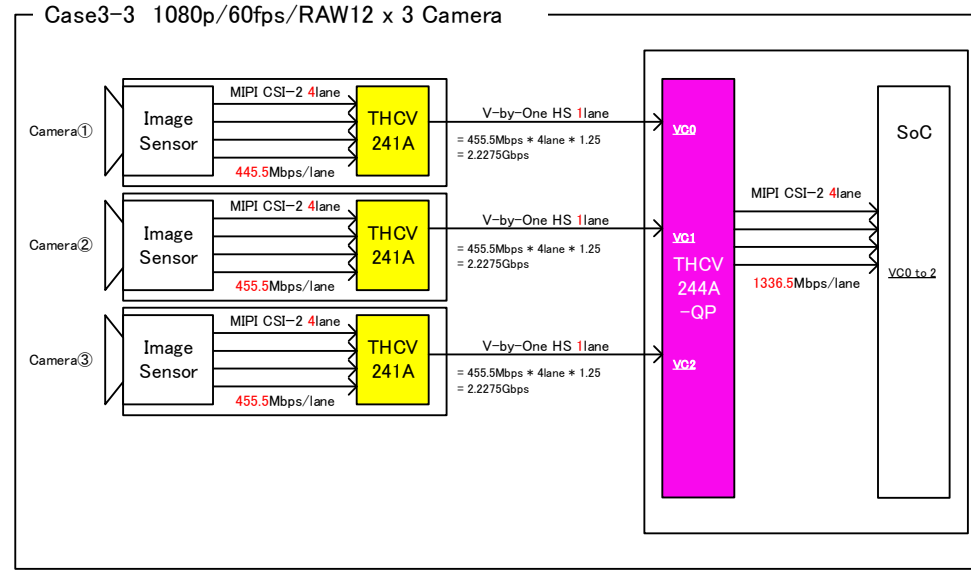 Case3-3 1080p/60fps/RAW12 x 3 Camera
Camera①
Image
Sensor
MIPI CSI-2 4lane
445.5Mbps/lane
THCV
241A
V-by-One HS 1lane
= 455.5Mbps * 4lane * 1.25
= 2.2275Gbps
Camera②
Image
Sensor
MIPI CSI-2 4lane
455.5Mbps/lane
THCV
241A
V-by-One HS 1lane
= 455.5Mbps * 4lane * 1.25
= 2.2275Gbps
Camera③
Image
Sensor
MIPI CSI-2 4lane
455.5Mbps/lane
THCV
241A
V-by-One HS 1lane
= 455.5Mbps * 4lane * 1.25
= 2.2275Gbps
VC0
VC1
THCV
244A
-QP
VC2
MIPI CSI-2 4lane
1336.5Mbps/lane
SoC
VC0 to 2